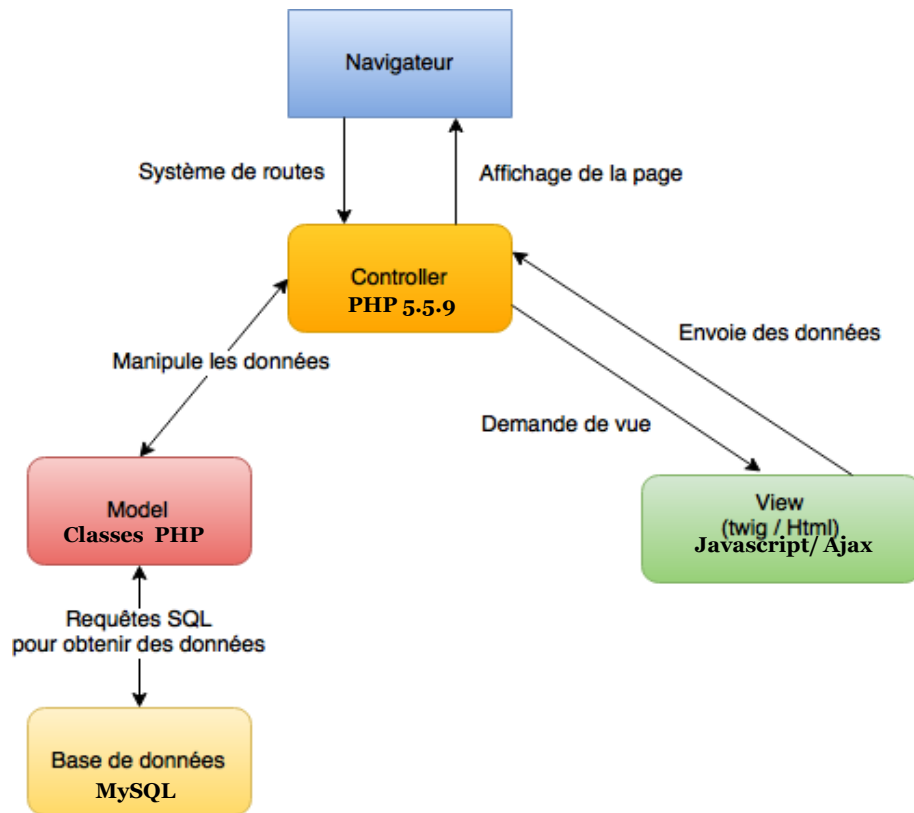 Navigateur
Système de routes
Affichage de la page
Controller
PHP 5.5.9
Envoie des données
Manipule les données
Demande de vue
Model
Classes PHP
View
(twig / Html)
Javascript/ Ajax
Requêtes SQL
pour obtenir des données
Base de données
MySQL